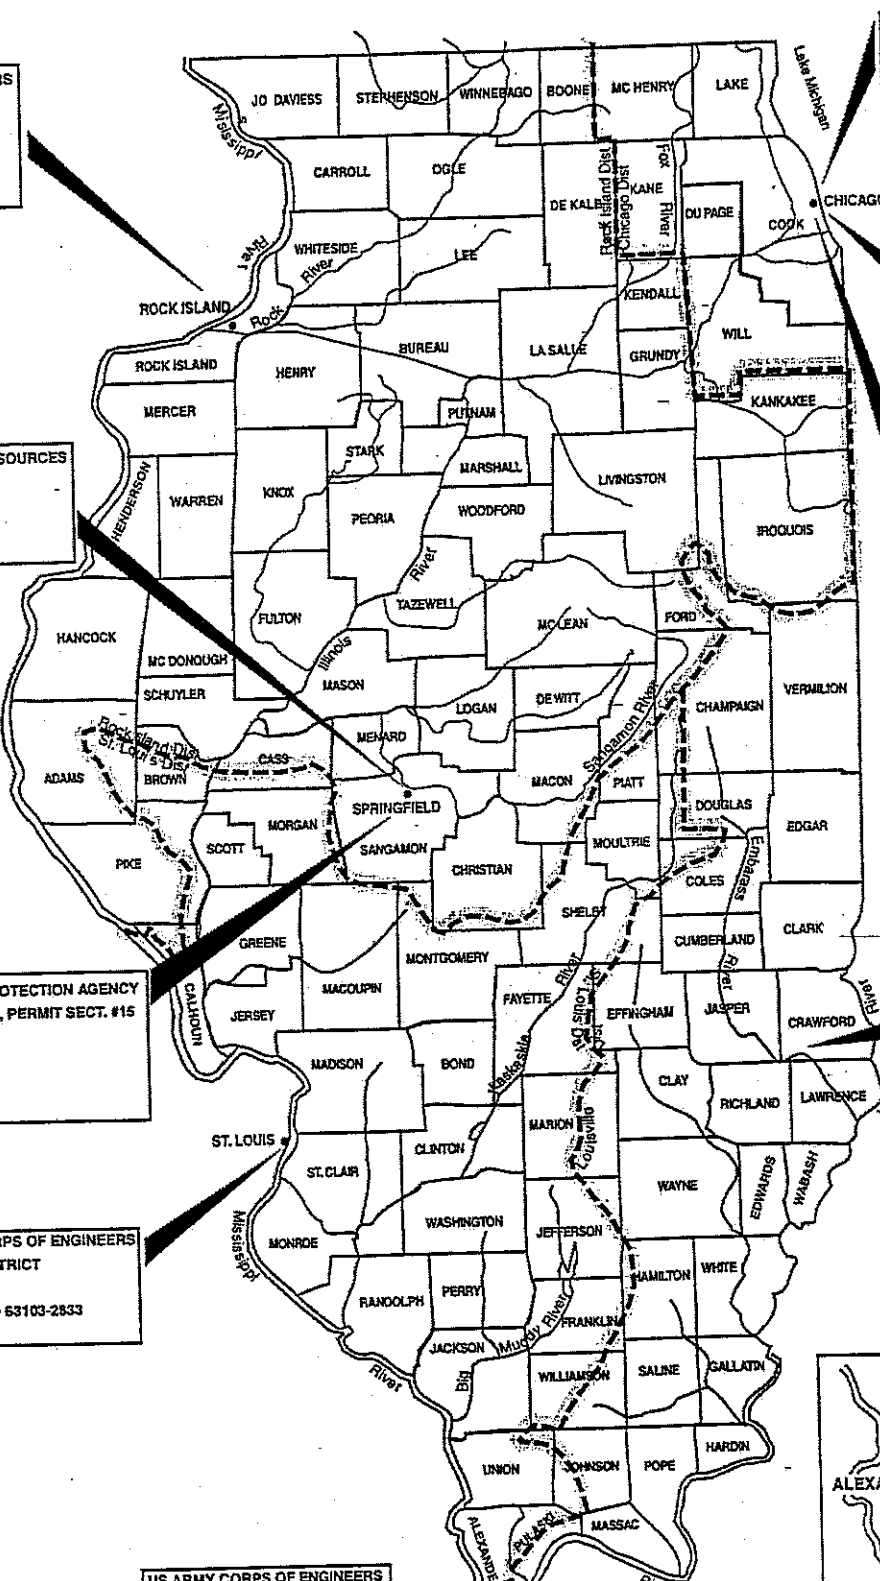 RS
JO DAVIESS
STEPHENSON
WINNEBAGO
BOONE
MC HENRY
LAKE
Lake Michigan
Mississippi
CARROLL
OGLE
DE KALB
Rock Island Dist
Chicago Dist
KANE
Fox
River
DU PAGE
COOK
CHICAGO
WHITESIDE
River
LEE
River
Rock
ROCK ISLAND
KENDALL
WILL
ROCK ISLAND
HENRY
BUREAU
LA SALLE
GRUNDY
KANKAKEE
MERCER
PUTNAM
STARK
SOURCES
HENDERSON
WARREN
KNOX
MARSHALL
LIVINGSTON
PEORIA
WOODFORD
IROQUOIS
River
HANCOCK
FULTON
TAZEWELL
MC LEAN
FORD
MC DONOUGH
Illinois
SCHUYLER
MASON
LOGAN
DE WITT
CHAMPAIGN
VERMILION
Sangamon River
Rock Island Dist
St. Louis Dist
MENARD
CASS
ADAMS
BROWN
MACON
PIATT
SPRINGFIELD
DOUGLAS
MORGAN
EDGAR
SCOTT
SANGAMON
MOULTRIE
PIKE
CHRISTIAN
COLES
Embarass
River
SHELBY
GREENE
CUMBERLAND
CLARK
MONTGOMERY
OTECTION AGENCY
, PERMIT SECT. #15
CALHOUN
MACOUPIN
FAYETTE
River
Kaskaskia
St. Louis Dist
Louisville
EFFINGHAM
JASPER
CRAWFORD
River
JERSEY
MADISON
BOND
CLAY
RICHLAND
LAWRENCE
MARION
ST. LOUIS
CLINTON
ST. CLAIR
WAYNE
EDWARDS
WABASH
Mississippi
WASHINGTON
JEFFERSON
MONROE
RPS OF ENGINEERS
TRICT
63103-2833
HAMILTON
WHITE
RANDOLPH
PERRY
FRANKLIN
JACKSON
Big
Muddy River
River
WILLIAMSON
SALINE
GALLATIN
UNION
JOHNSON
POPE
HARDIN
ALEXA
ALEXANDE
PULASKI
MASSAC
US ARMY CORPS OF ENGINEERS